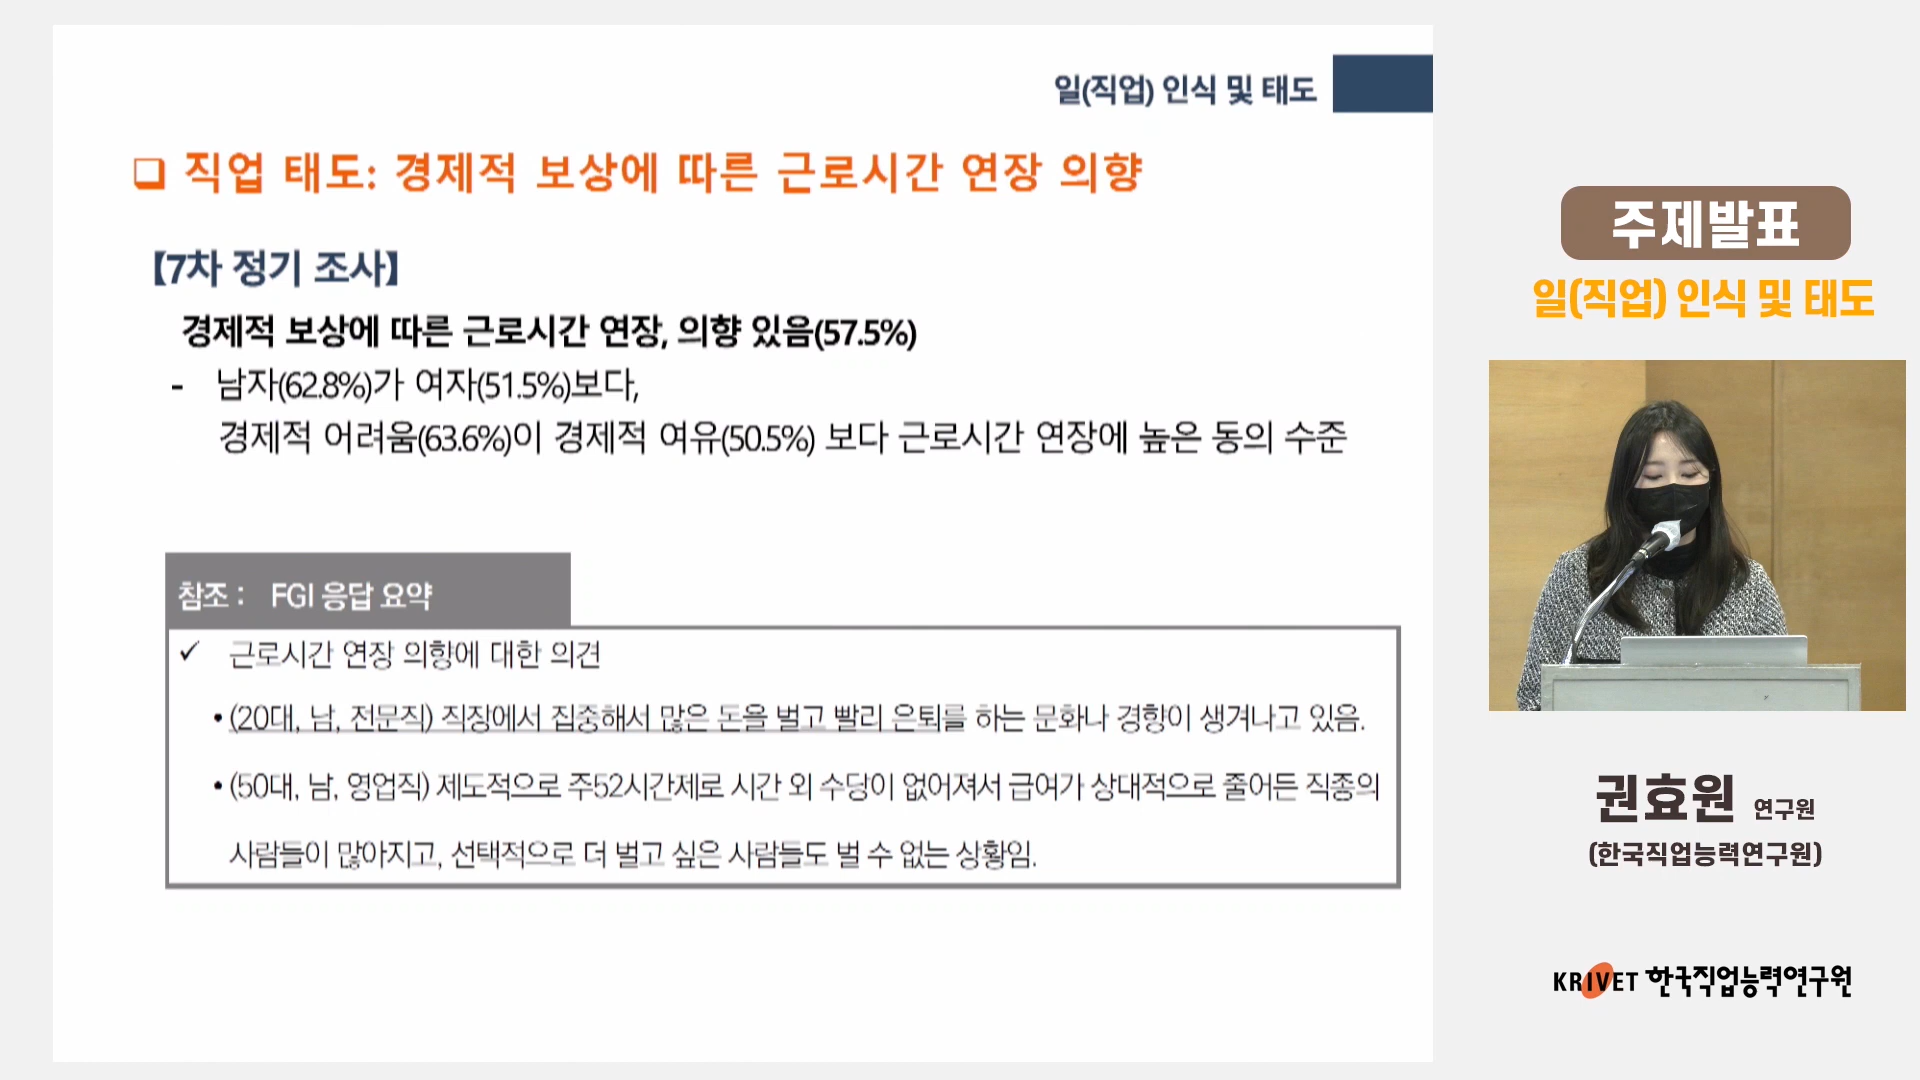 일(직업) 인식 및 태도
❑ 직업 태도: 경제적 보상에 따른 근로시간 연장 의향
【7차 정기 조사】
경제적 보상에 따른 근로시간 연장, 의향 있음(57.5%)
- 남자(62.8%)가 여자(51.5%)보다,
경제적 어려움(63.6%)이 경제적 여유(50.5%) 보다 근로시간 연장에 높은 동의 수준
참조 : FGI 응답 요약
✓ 근로시간 연장 의향에 대한 의견
• (20대, 남, 전문직) 직장에서 집중해서 많은 돈을 벌고 빨리 은퇴를 하는 문화나 경향이 생겨나고 있음.
• (50대, 남, 영업직) 제도적으로 주52시간제로 시간 외 수당이 없어져서 급여가 상대적으로 줄어든 직종의
사람들이 많아지고, 선택적으로 더 벌고 싶은 사람들도 벌 수 없는 상황임.
주제발표
일(직업) 인식 및 태도
권효원 연구원
(한국직업능력연구원)
KRIVET 한국직업능력연구원